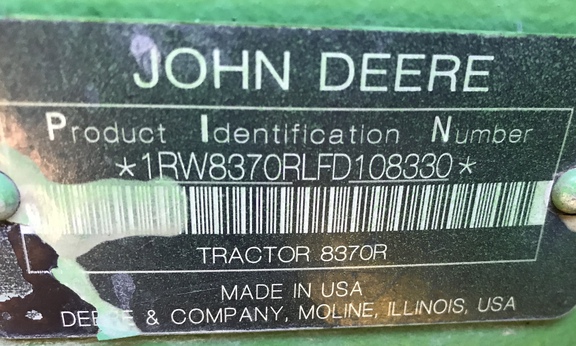 JOHN DEERE
Product Identification Number
*1RW8370RLFD108330*
TRACTOR 8370R
MADE IN USA
DEERE & COMPANY, MOLINE, ILLINOIS, USA